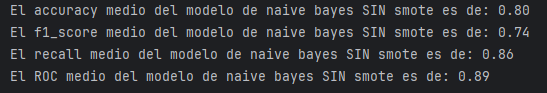 El accuracy medio del modelo de naive bayes SIN smote es de: 0.80
El f1_score medio del modelo de naive bayes SIN smote es de: 0.74
El recall medio del modelo de naive bayes SIN smote es de: 0.86
El ROC medio del modelo de naive bayes SIN smote es de: 0.89